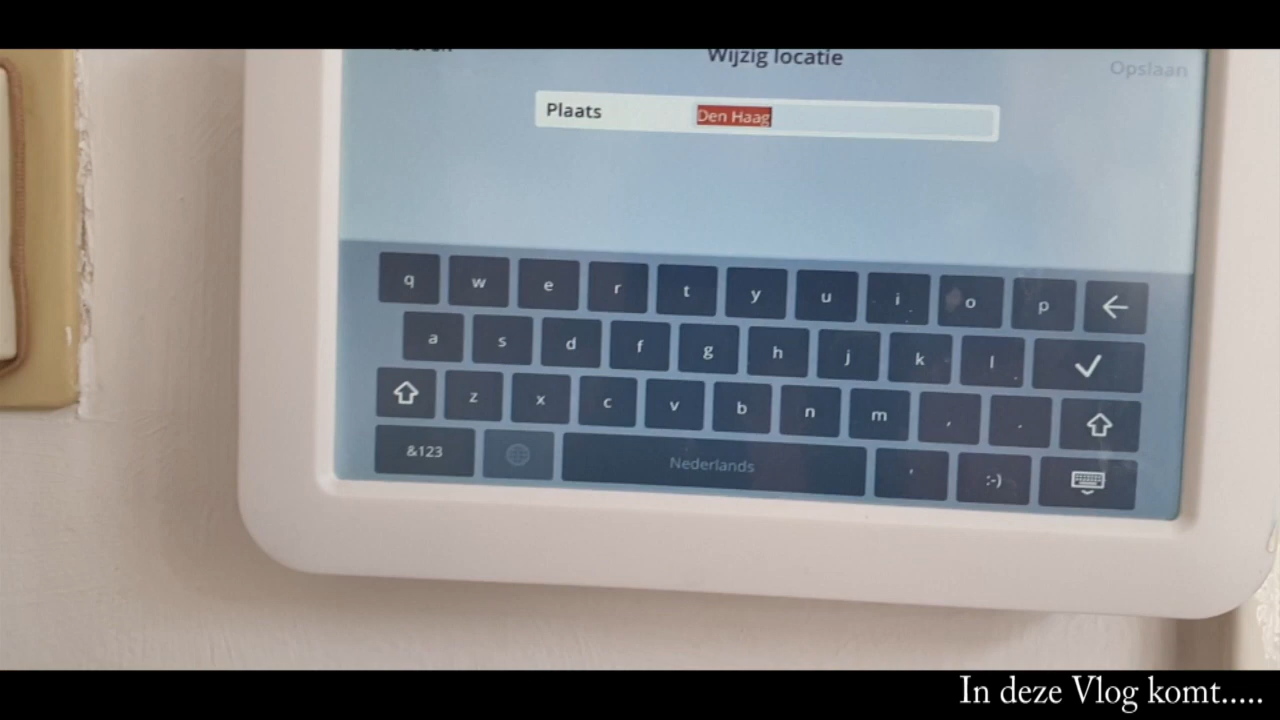 Wijzig locatie
Opslaan
Plaats Den Haag
q w e r t y u i o p
a s d f g h j k l
z x c v b n m , .
&123 Nederlands ' :-)
In deze Vlog komt.....